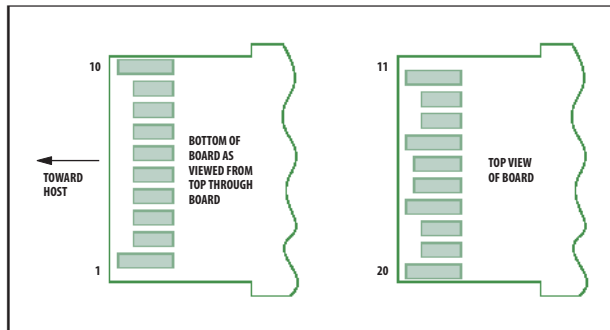 10
BOTTOM OF
BOARD AS
VIEWED FROM
TOP THROUGH
BOARD
TOWARD
HOST
1
11
TOP VIEW
OF BOARD
20